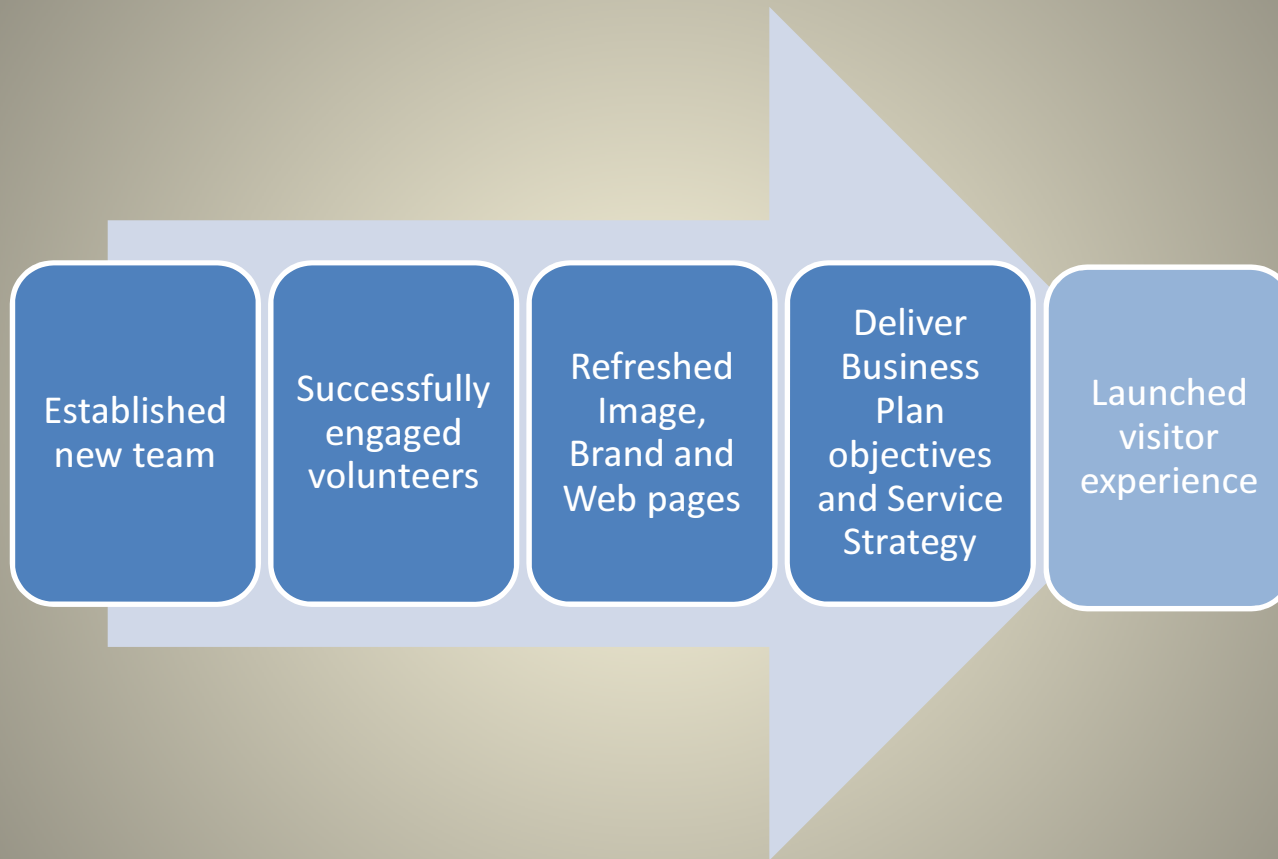 Established
new team
Successfully
engaged
volunteers
Refreshed
Image,
Brand and
Web pages
Deliver
Business
Plan
objectives
and Service
Strategy
Launched
visitor
experience